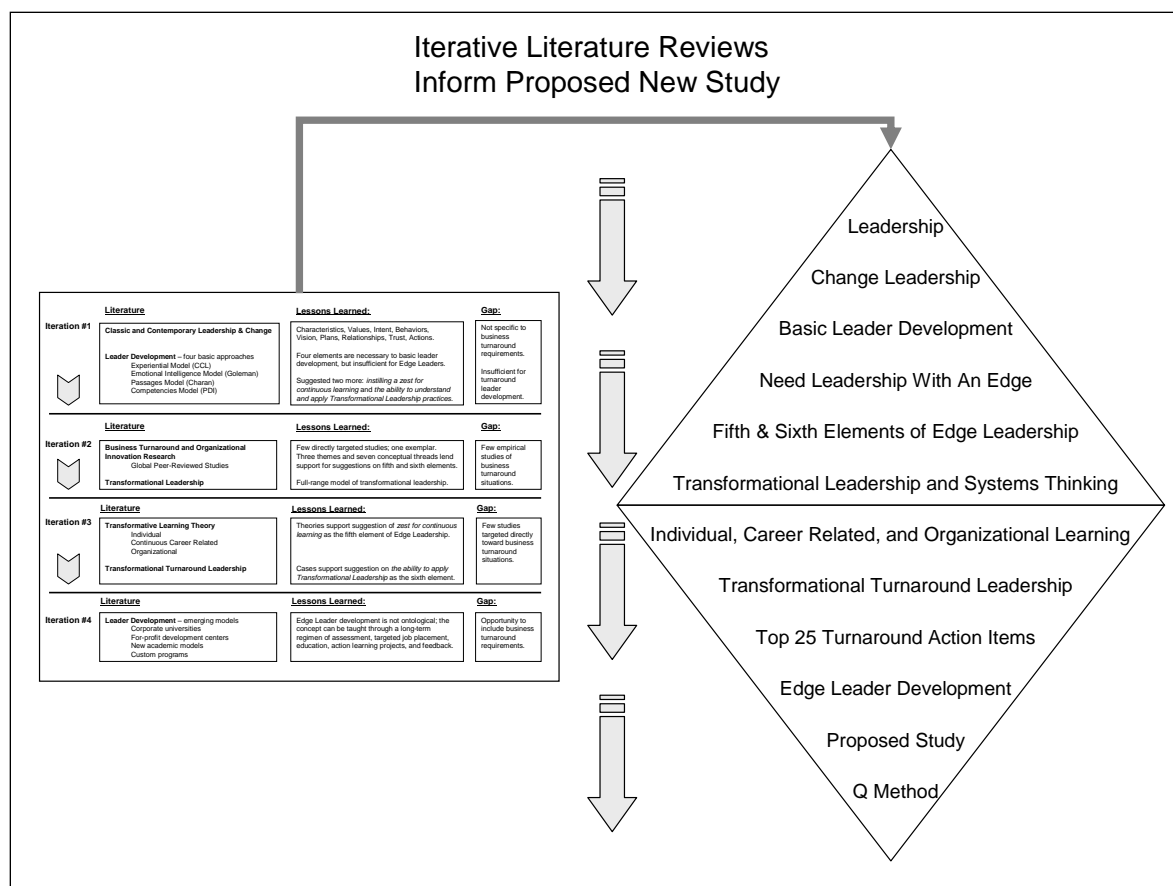 Iterative Literature Reviews
Inform Proposed New Study
Iteration #1
Literature
Classic and Contemporary Leadership & Change
Leader Development – four basic approaches
Experiential Model (CCL)
Emotional Intelligence Model (Goleman)
Passages Model (Charan)
Competencies Model (PDI)
Lessons Learned:
Characteristics, Values, Intent, Behaviors,
Vision, Plans, Relationships, Trust, Actions.
Four elements are necessary to basic leader
development, but insufficient for Edge Leaders.
Suggested two more: instilling a zest for
continuous learning and the ability to understand
and apply Transformational Leadership practices.
Gap:
Not specific to
business
turnaround
requirements.
Insufficient for
turnaround
leader
development.
Iteration #2
Literature
Business Turnaround and Organizational
Innovation Research
Global Peer-Reviewed Studies
Transformational Leadership
Lessons Learned:
Few directly targeted studies; one exemplar.
Three themes and seven conceptual threads lend
support for suggestions on fifth and sixth elements.
Full-range model of transformational leadership.
Gap:
Few empirical
studies of
business
turnaround
situations.
Iteration #3
Literature
Transformative Learning Theory
Individual
Continuous Career Related
Organizational
Transformational Turnaround Leadership
Lessons Learned:
Theories support suggestion of zest for continuous
learning as the fifth element of Edge Leadership.
Cases support suggestion on the ability to apply
Transformational Leadership as the sixth element.
Gap:
Few studies
targeted directly
toward business
turnaround
situations.
Iteration #4
Literature
Leader Development – emerging models
Corporate universities
For-profit development centers
New academic models
Custom programs
Lessons Learned:
Edge Leader development is not ontological; the
concept can be taught through a long-term
regimen of assessment, targeted job placement,
education, action learning projects, and feedback.
Gap:
Opportunity to
include business
turnaround
requirements.
Leadership
Change Leadership
Basic Leader Development
Need Leadership With An Edge
Fifth & Sixth Elements of Edge Leadership
Transformational Leadership and Systems Thinking
Individual, Career Related, and Organizational Learning
Transformational Turnaround Leadership
Top 25 Turnaround Action Items
Edge Leader Development
Proposed Study
Q Method